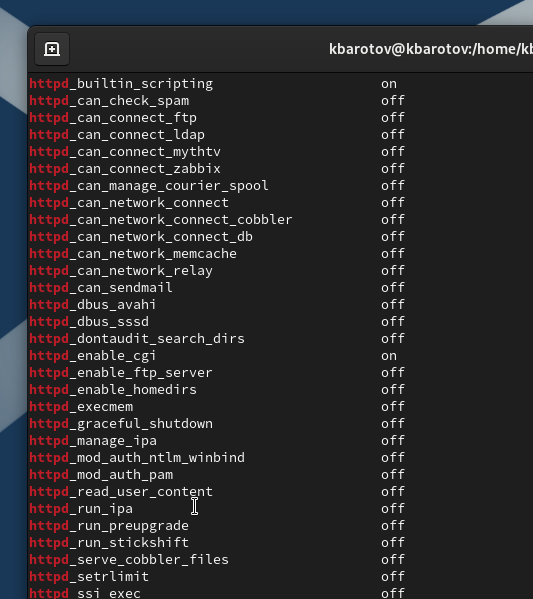 kbarotov@kbarotov:/home/kb
httpd_builtin_scripting on
httpd_can_check_spam off
httpd_can_connect_ftp off
httpd_can_connect_ldap off
httpd_can_connect_mythtv off
httpd_can_connect_zabbix off
httpd_can_manage_courier_spool off
httpd_can_network_connect off
httpd_can_network_connect_cobbler off
httpd_can_network_connect_db off
httpd_can_network_memcache off
httpd_can_network_relay off
httpd_can_sendmail off
httpd_dbus_avahi off
httpd_dbus_sssd off
httpd_dontaudit_search_dirs off
httpd_enable_cgi on
httpd_enable_ftp_server off
httpd_enable_homedirs off
httpd_execmem off
httpd_graceful_shutdown off
httpd_manage_ipa off
httpd_mod_auth_ntlm_winbind off
httpd_mod_auth_pam off
httpd_read_user_content off
httpd_run_ipa off
httpd_run_preupgrade off
httpd_run_stickshift off
httpd_serve_cobbler_files off
httpd_setrlimit off
httpd_ssi_exec off